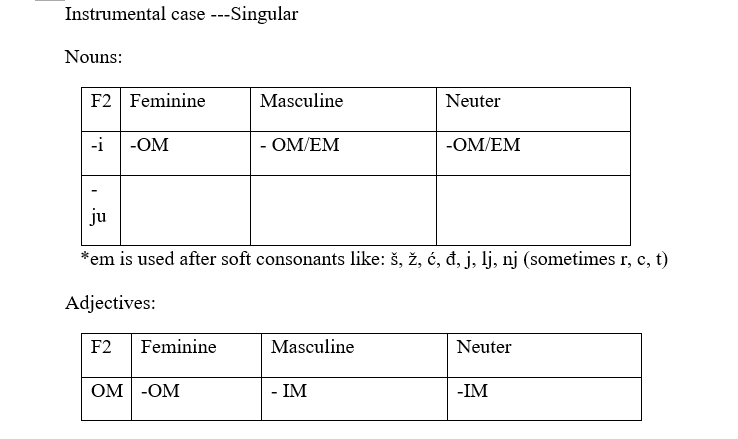 Instrumental case ---Singular
Nouns:
F2 Feminine Masculine Neuter
-i -OM - OM/EM -OM/EM
-
ju
*em is used after soft consonants like: š, ž, ć, đ, j, lj, nj (sometimes r, c, t)
Adjectives:
F2 Feminine Masculine Neuter
OM -OM - IM -IM